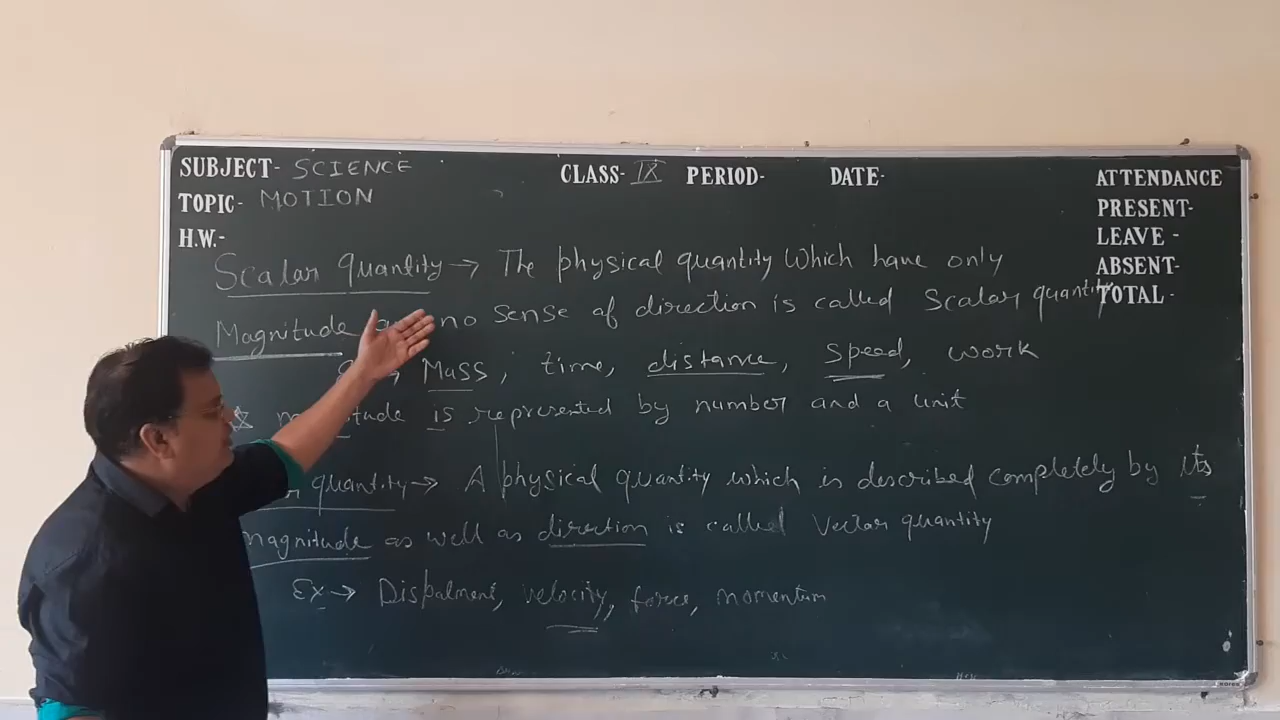 SUBJECT- SCIENCE CLASS- IX PERIOD- DATE- ATTENDANCE
TOPIC- MOTION PRESENT-
H.W.- LEAVE -
ABSENT-
TOTAL -
Scalar quantity → The physical quantity which have only
Magnitude no sense of direction is called Scalar quantity
Mass, time, distance, speed, work
magnitude is represented by number and a unit
quantity → A physical quantity which is described completely by its
magnitude as well as direction is called Vector quantity
Ex → Dispalment, velocity, force, momentum